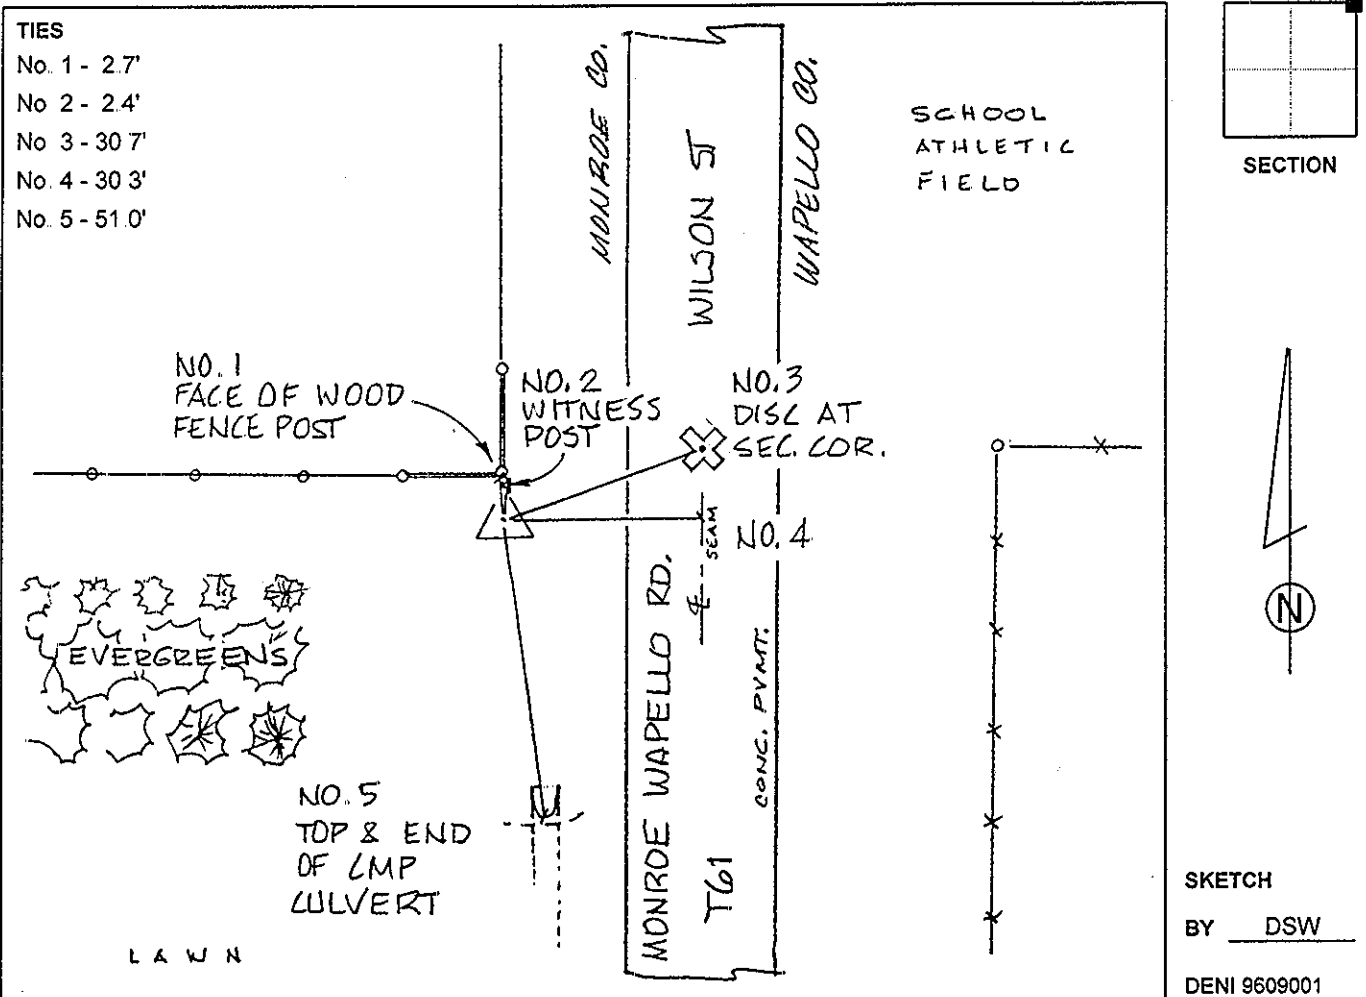 TIES
No. 1 - 2.7'
No 2 - 2.4'
No 3 - 30 7'
No. 4 - 30 3'
No. 5 - 51.0'
MONROE CO.
WILSON ST
WAPELLO CO.
SCHOOL
ATHLETIC
FIELD
SECTION
NO. 1
FACE OF WOOD
FENCE POST
NO. 2
WITNESS
POST
NO. 3
DISC AT
SEC. COR.
SEAM
NO. 4
℄
MONROE WAPELLO RD.
T61
CONC. PVMT.
EVERGREENS
NO. 5
TOP & END
OF CMP
CULVERT
LAWN
N
SKETCH
BY DSW
DENI 9609001